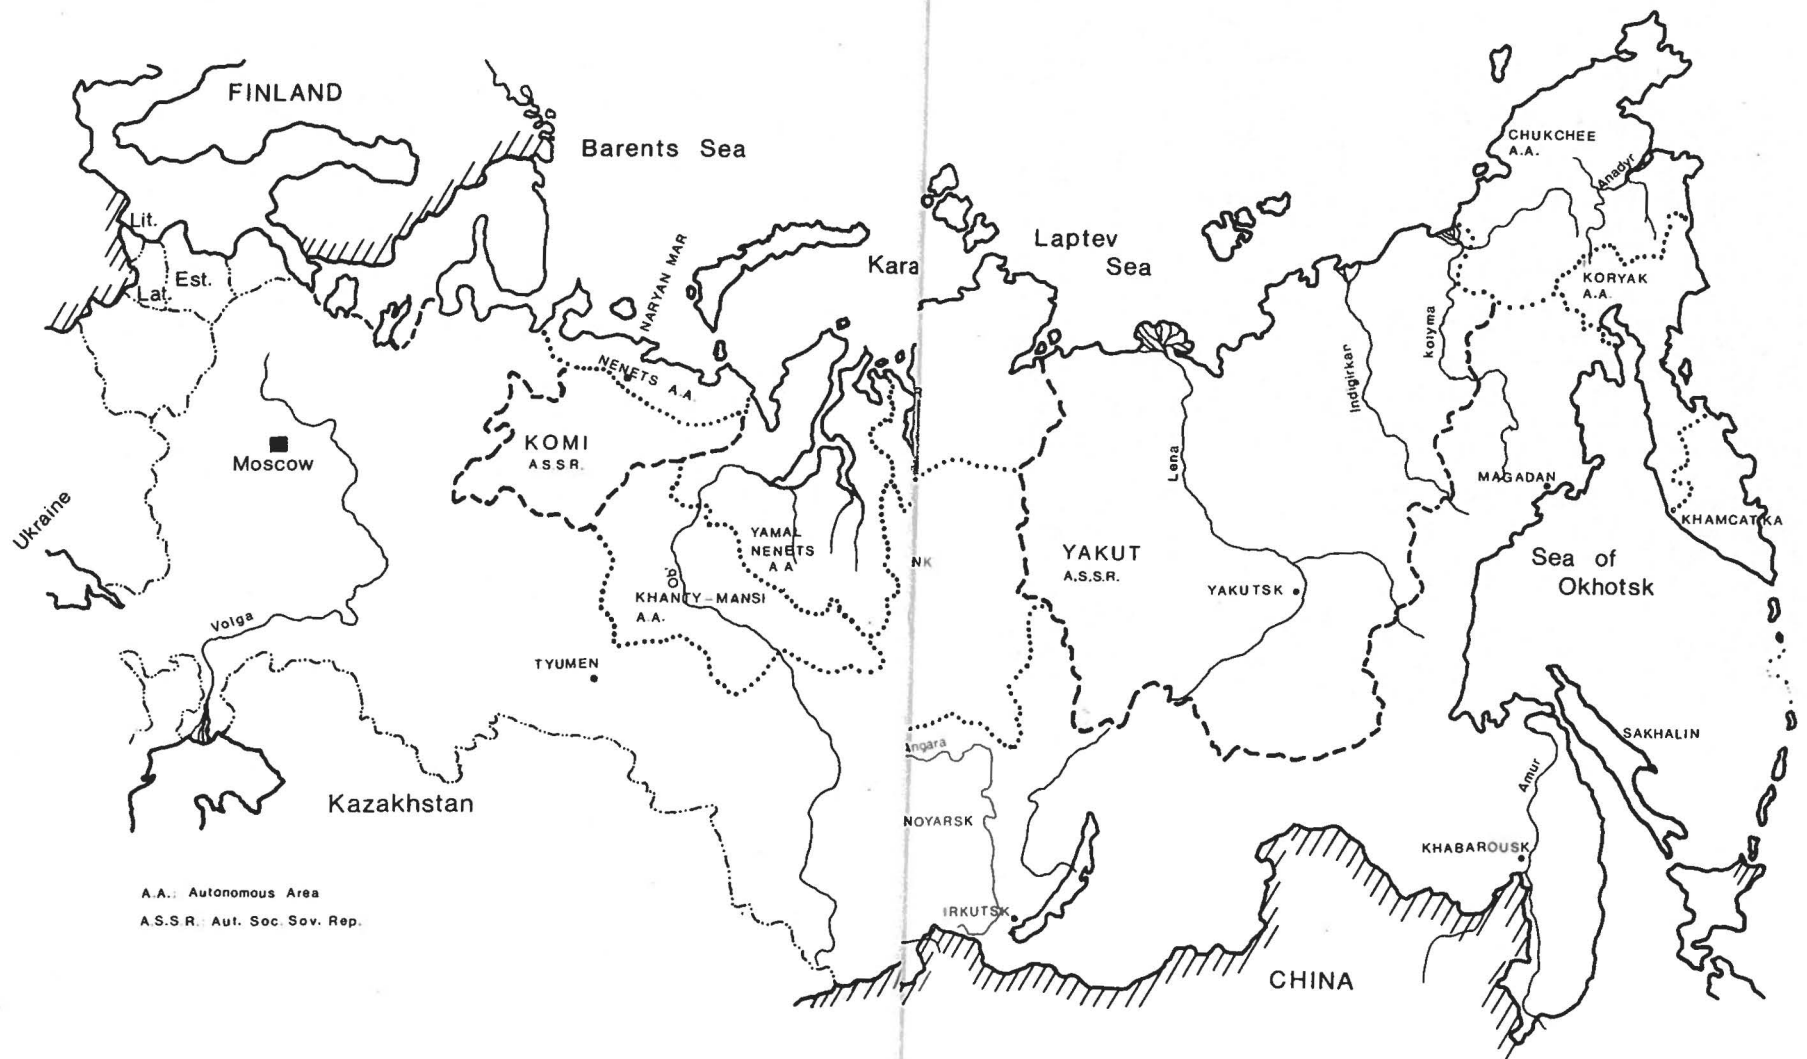 FINLAND
Barents Sea
Lit.
Est.
Lat.
NARYAN MAR
Kara
Laptev
Sea
CHUKCHEE
A.A.
Anadyr
KORYAK
A.A.
NENETS A.A.
KOMI
A.S.S.R.
Moscow
Ukraine
Volga
Ob'
YAMAL
NENETS
A A
KHANTY-MANSI
A.A.
TYUMEN
NK
YAKUT
A.S.S.R.
YAKUTSK
Lena
Indigirkar
Kolyma
MAGADAN
KHAMCATKA
Sea of
Okhotsk
SAKHALIN
Amur
KHABAROUSK
ngara
NOYARSK
IRKUTSK
Kazakhstan
CHINA
A.A.: Autonomous Area
A.S.S.R.: Aut. Soc. Sov. Rep.